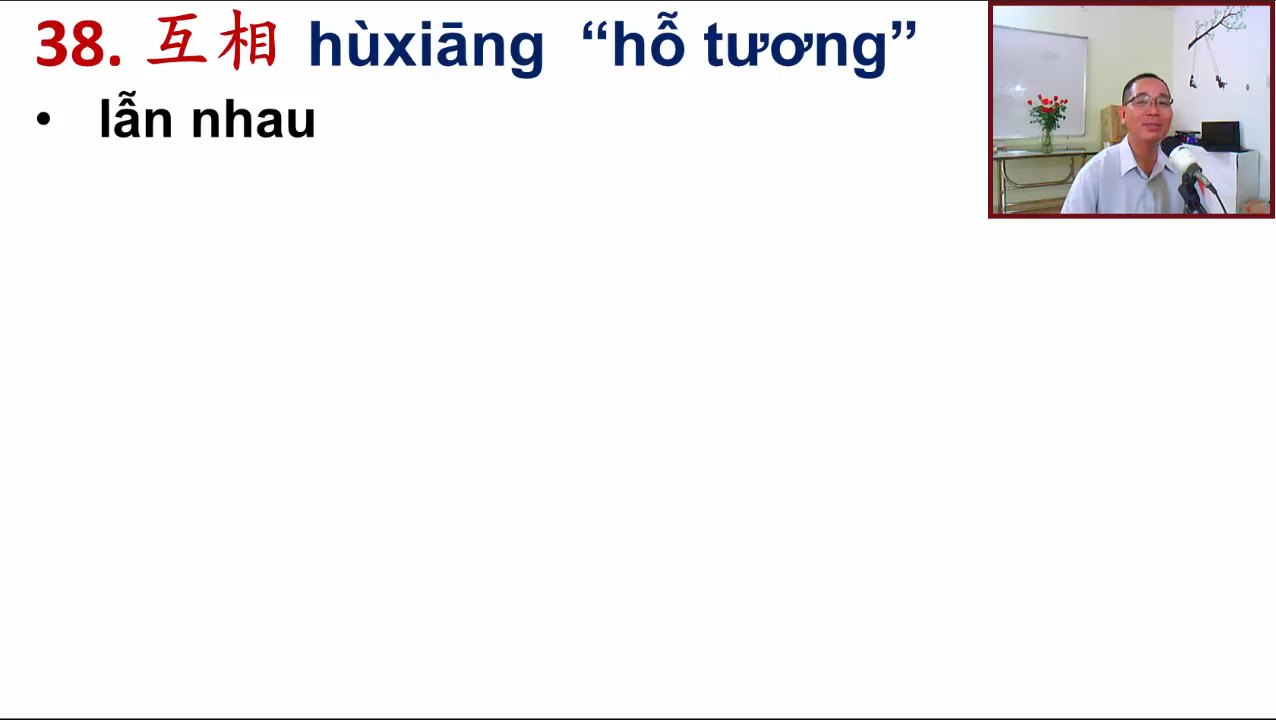 38. 互相 hùxiāng “hỗ tương”
• lẫn nhau